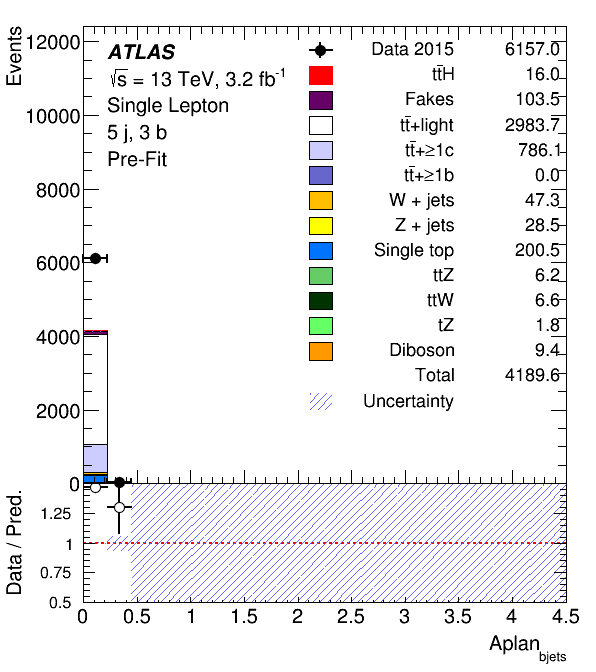 Events
12000
10000
8000
6000
4000
2000
0
ATLAS
√s = 13 TeV, 3.2 fb-1
Single Lepton
5 j, 3 b
Pre-Fit
Data 2015 6157.0
tt̄H 16.0
Fakes 103.5
tt̄+light 2983.7
tt̄+≥1c 786.1
tt̄+≥1b 0.0
W + jets 47.3
Z + jets 28.5
Single top 200.5
ttZ 6.2
ttW 6.6
tZ 1.8
Diboson 9.4
Total 4189.6
Uncertainty
Data / Pred.
1.25
1
0.75
0.5
0 0.5 1 1.5 2 2.5 3 3.5 4 4.5
Aplan bjets